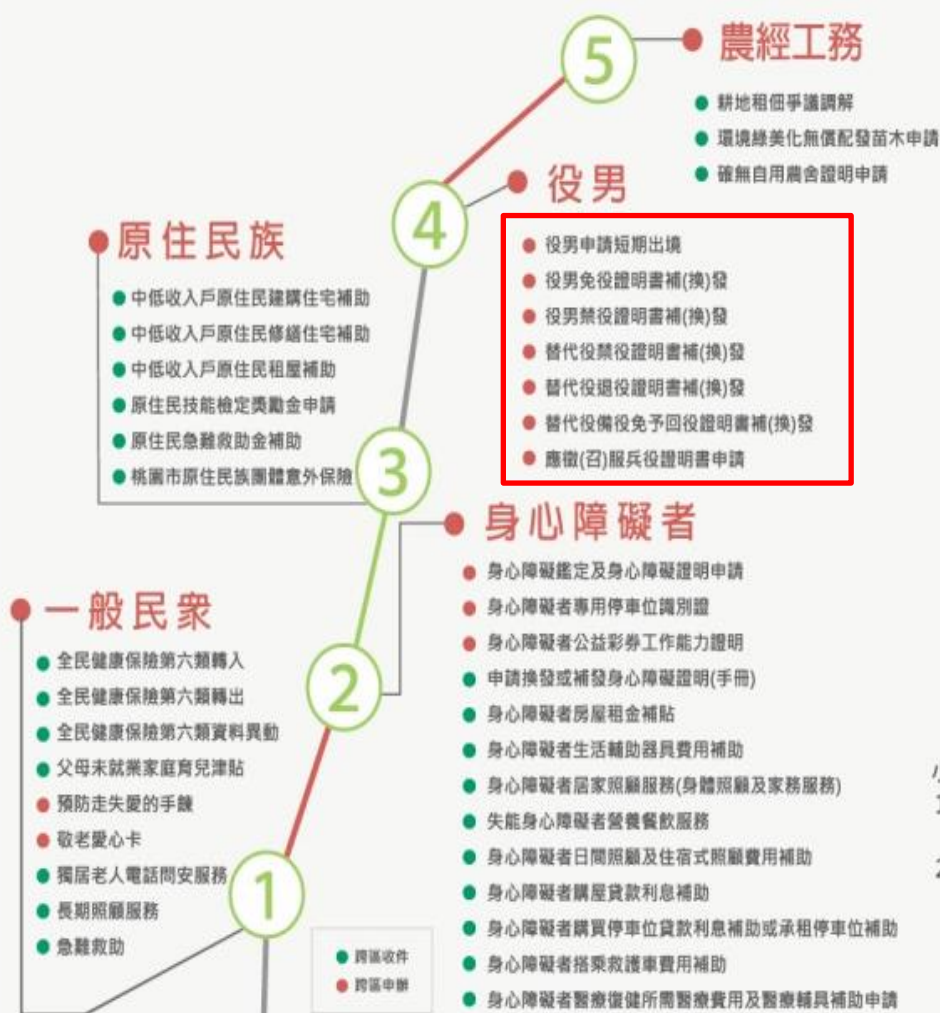 5
農經工務
耕地租佃爭議調解
環境綠美化無償配發苗木申請
確無自用農舍證明申請
4
役男
役男申請短期出境
役男免役證明書補(換)發
役男禁役證明書補(換)發
替代役禁役證明書補(換)發
替代役退役證明書補(換)發
替代役備役免予回役證明書補(換)發
應徵(召)服兵役證明書申請
原住民族
中低收入戶原住民建購住宅補助
中低收入戶原住民修繕住宅補助
中低收入戶原住民租屋補助
原住民技能檢定獎勵金申請
原住民急難救助金補助
桃園市原住民族團體意外保險
3
身心障礙者
身心障礙鑑定及身心障礙證明申請
身心障礙者專用停車位識別證
身心障礙者公益彩券工作能力證明
申請換發或補發身心障礙證明(手冊)
身心障礙者房屋租金補貼
身心障礙者生活輔助器具費用補助
身心障礙者居家照顧服務(身體照顧及家務服務)
失能身心障礙者營養餐飲服務
身心障礙者日間照顧及住宿式照顧費用補助
身心障礙者購屋貸款利息補助
身心障礙者購買停車位貸款利息補助或承租停車位補助
身心障礙者搭乘救護車費用補助
身心障礙者醫療復健所需醫療費用及醫療輔具補助申請
2
一般民眾
全民健康保險第六類轉入
全民健康保險第六類轉出
全民健康保險第六類資料異動
父母未就業家庭育兒津貼
預防走失愛的手鍊
敬老愛心卡
獨居老人電話問安服務
長期照顧服務
急難救助
1
跨區收件
跨區申辦